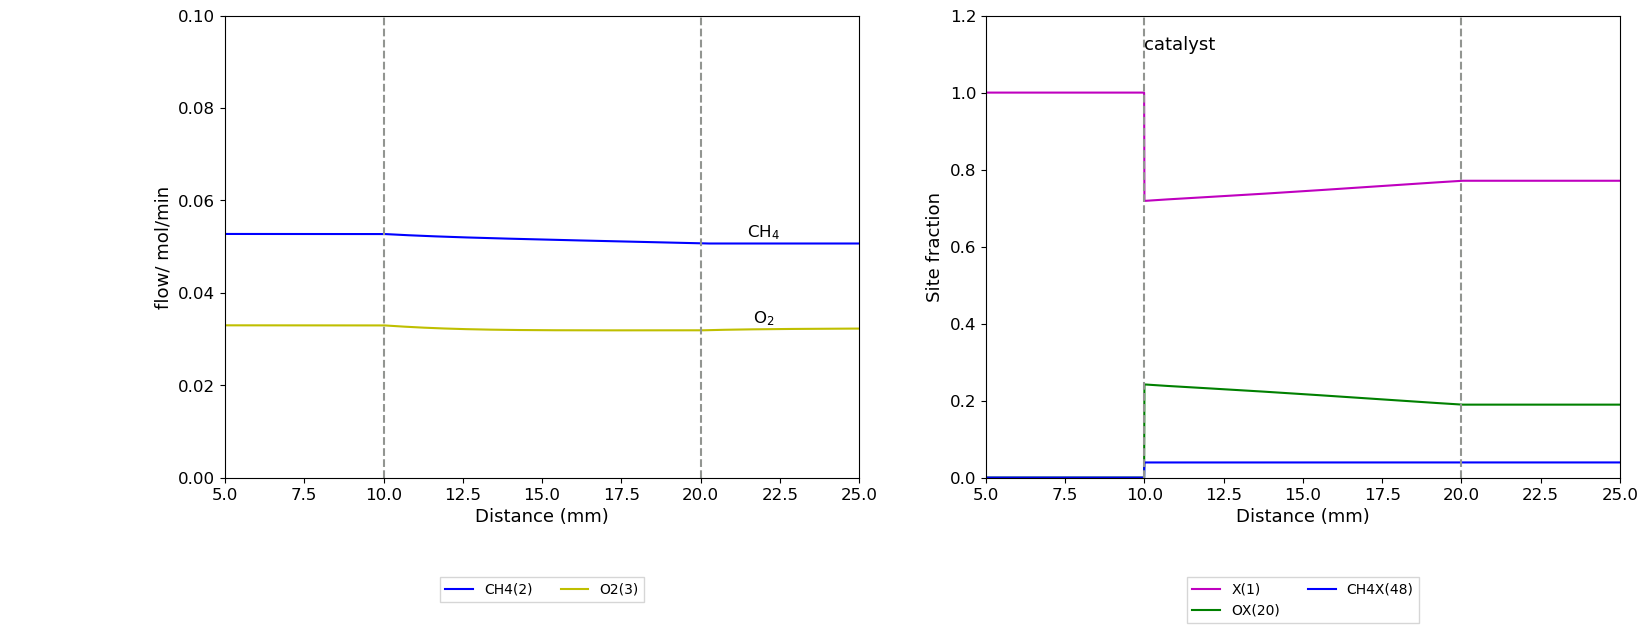 0.10
0.08
0.06
0.04
0.02
0.00
flow/ mol/min
CH₄
O₂
5.0 7.5 10.0 12.5 15.0 17.5 20.0 22.5 25.0
Distance (mm)
CH4(2) O2(3)
1.2
1.0
0.8
0.6
0.4
0.2
0.0
Site fraction
catalyst
5.0 7.5 10.0 12.5 15.0 17.5 20.0 22.5 25.0
Distance (mm)
X(1) CH4X(48)
OX(20)